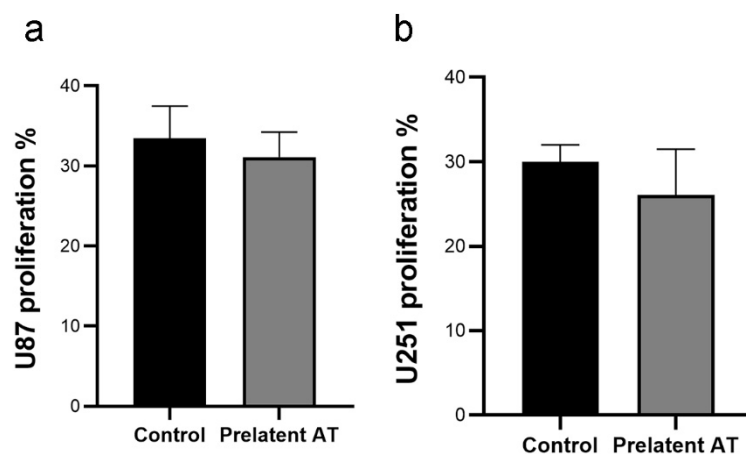 a
U87 proliferation %
40
30
20
10
0
Control Prelatent AT
b
U251 proliferation %
40
30
20
10
0
Control Prelatent AT